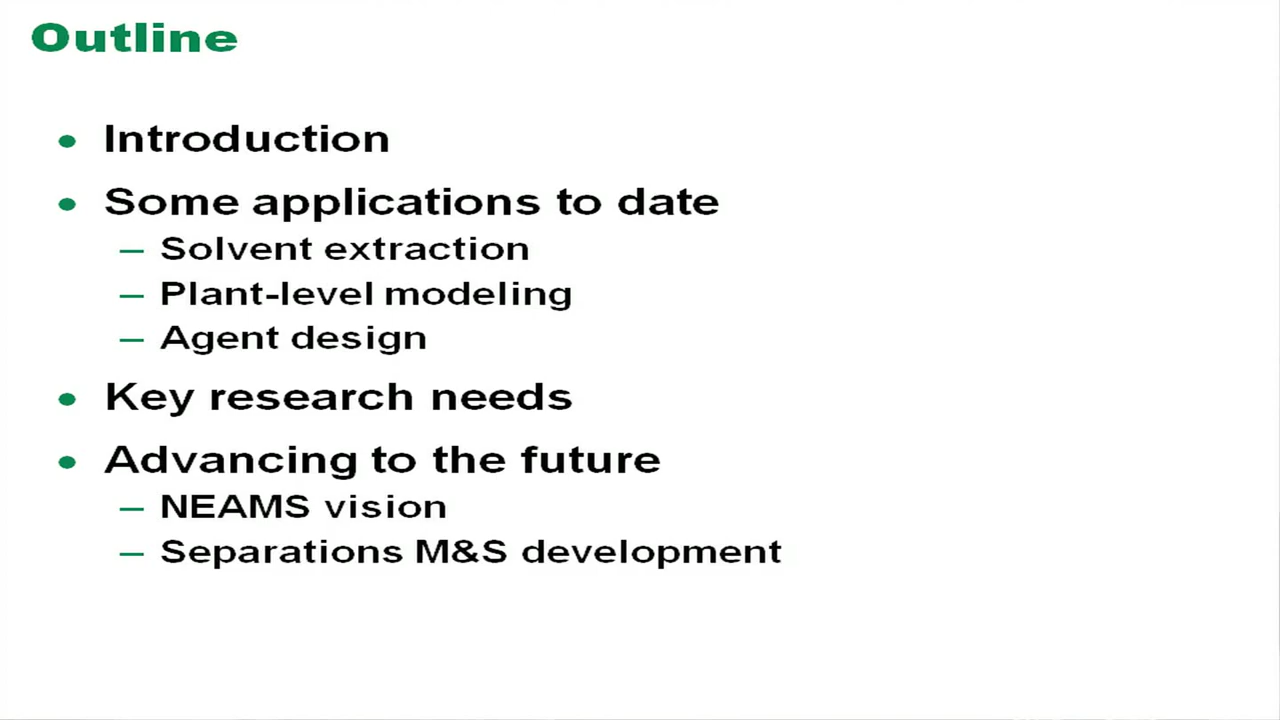 Outline
• Introduction
• Some applications to date
– Solvent extraction
– Plant-level modeling
– Agent design
• Key research needs
• Advancing to the future
– NEAMS vision
– Separations M&S development